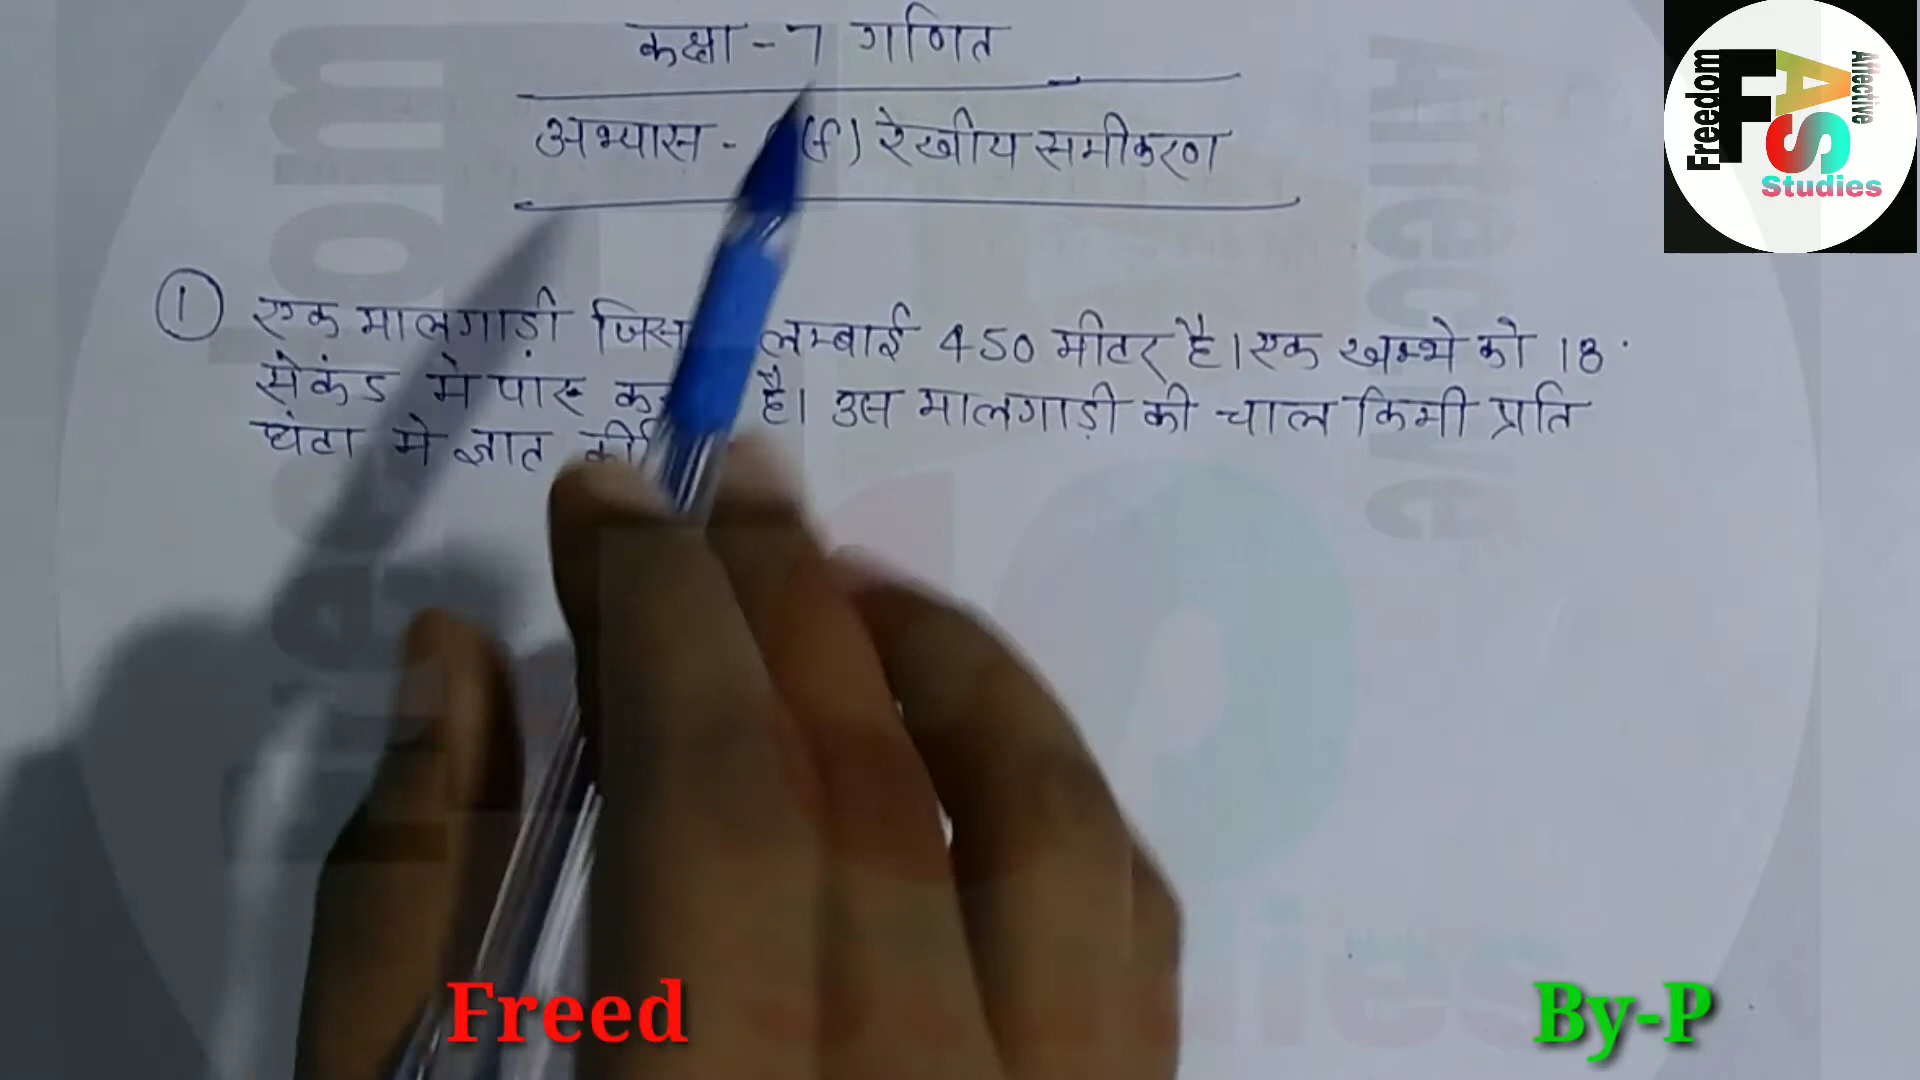 कक्षा - 7 गणित
अभ्यास - (f) रेखीय समीकरण
① एक मालगाड़ी लम्बाई 450 मीटर है। एक खम्भे को 18
सेकंड मे पास है। उस मालगाड़ी की चाल किमी प्रति
घंटा मे ज्ञात
Freedom
F
AS
Affective
Studies
Freed
By-P